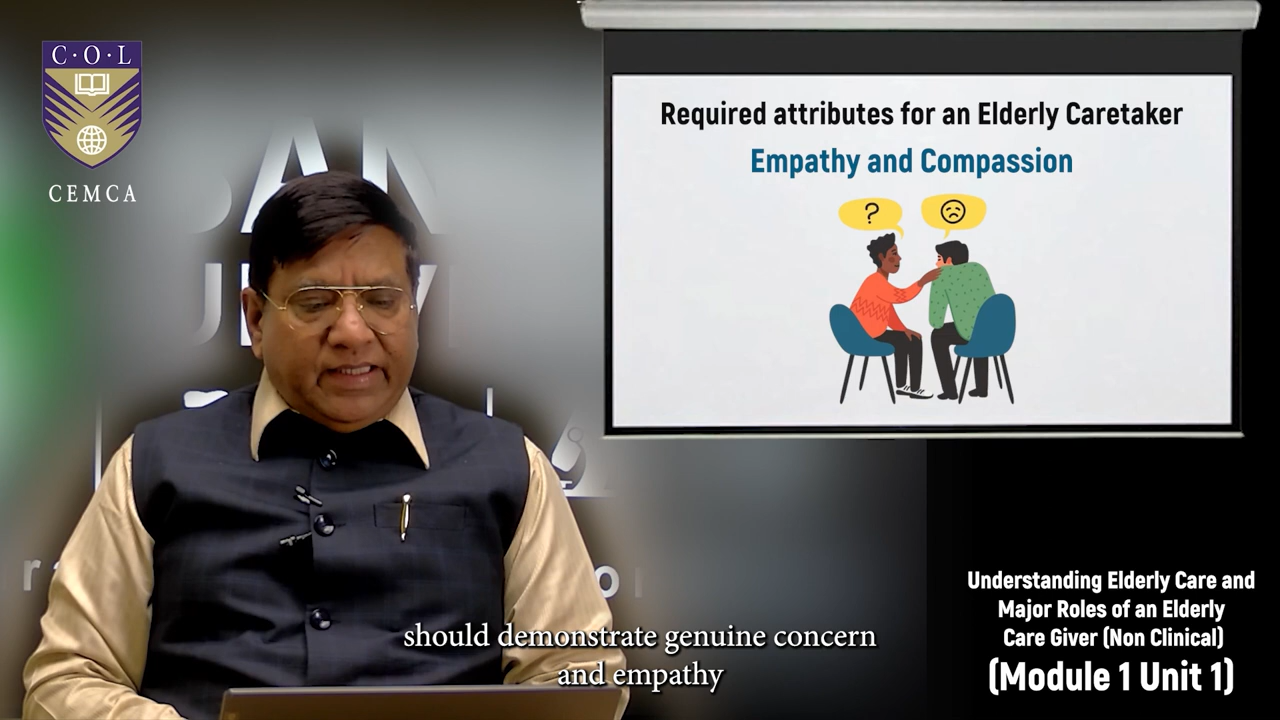 C·O·L
CEMCA
Required attributes for an Elderly Caretaker
Empathy and Compassion
?
should demonstrate genuine concern
and empathy
Understanding Elderly Care and
Major Roles of an Elderly
Care Giver (Non Clinical)
(Module 1 Unit 1)